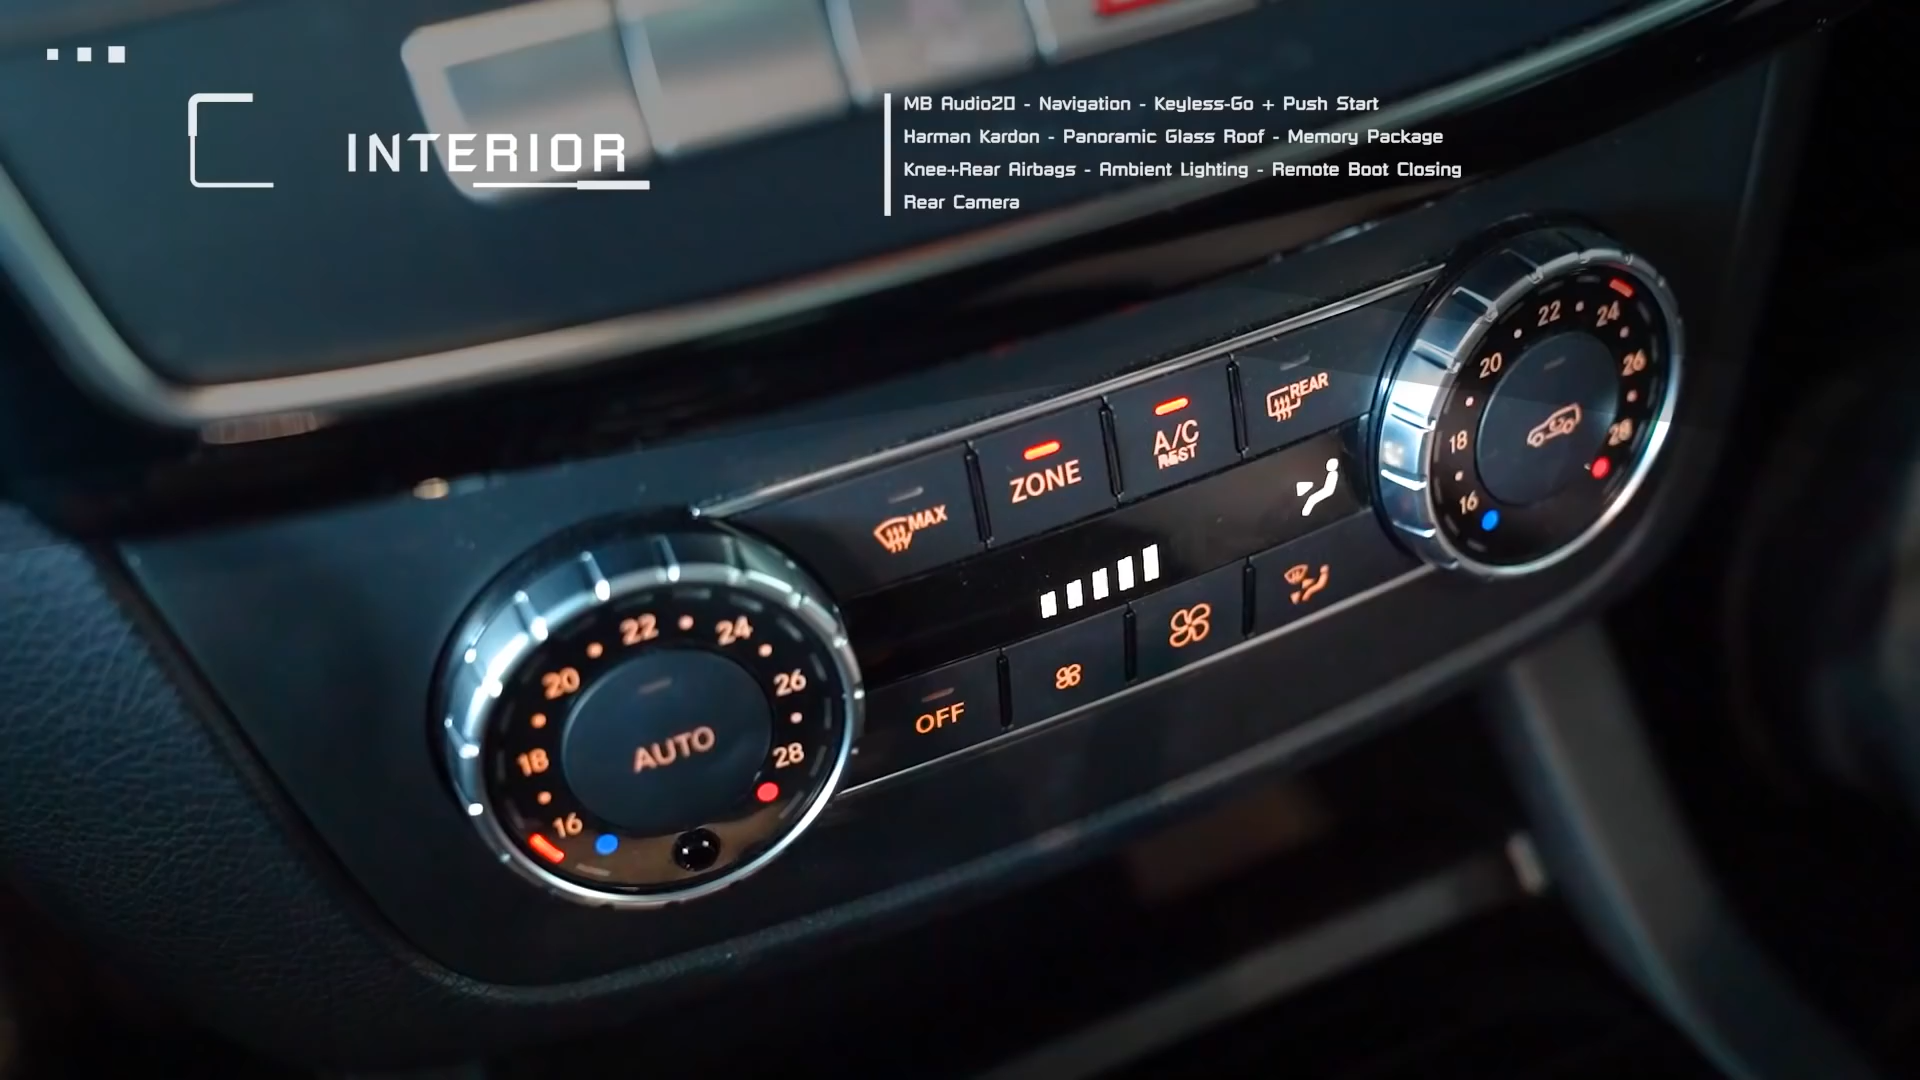 INTERIOR
MB Audio20 - Navigation - Keyless-Go + Push Start
Harman Kardon - Panoramic Glass Roof - Memory Package
Knee+Rear Airbags - Ambient Lighting - Remote Boot Closing
Rear Camera
MAX
ZONE
A/C
REST
REAR
OFF
AUTO
16
18
20
22
24
26
28
16
18
20
22
24
26
28